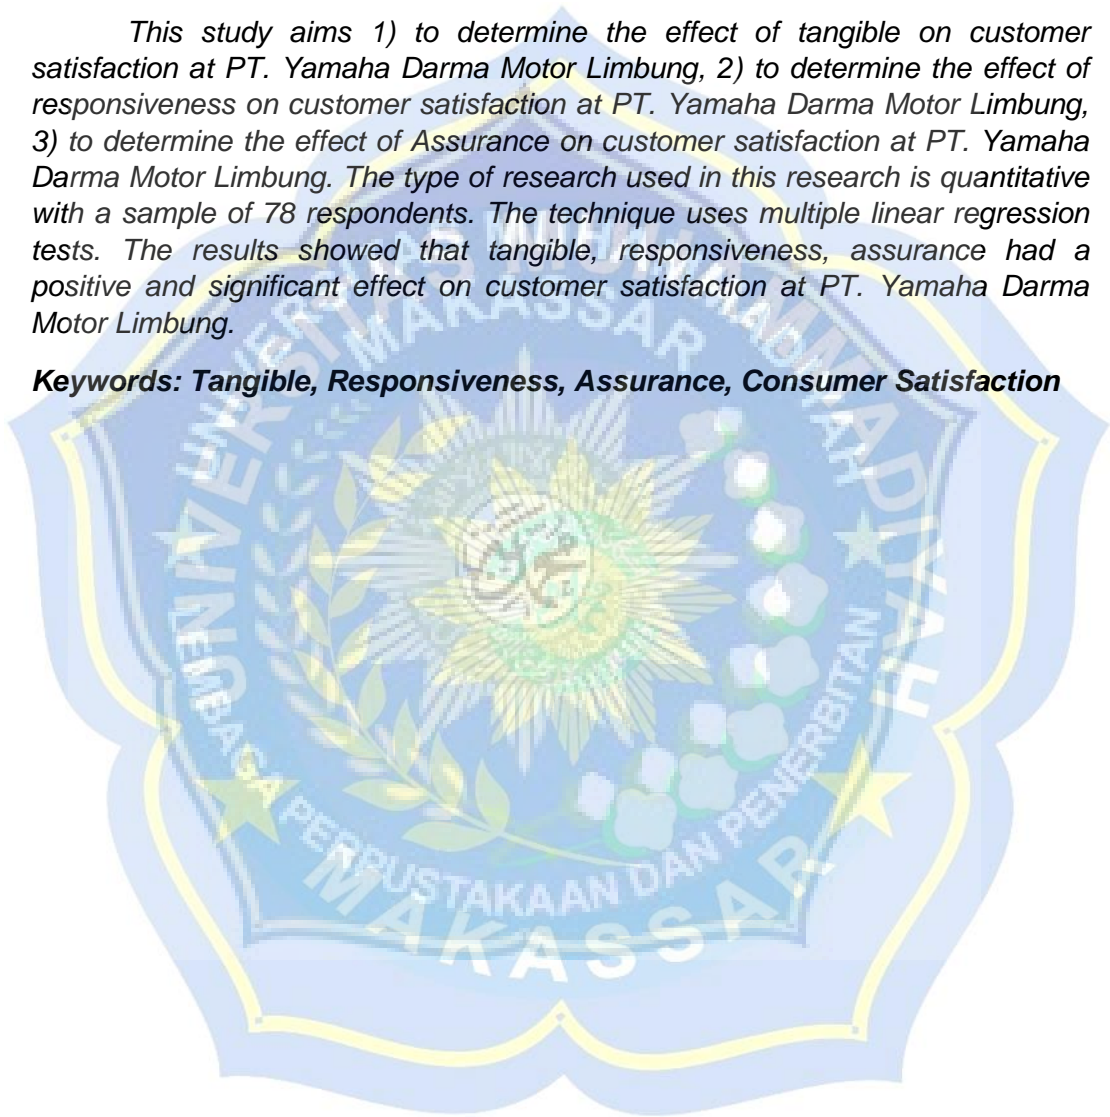 This study aims 1) to determine the effect of tangible on customer
satisfaction at PT. Yamaha Darma Motor Limbung, 2) to determine the effect of
responsiveness on customer satisfaction at PT. Yamaha Darma Motor Limbung,
3) to determine the effect of Assurance on customer satisfaction at PT. Yamaha
Darma Motor Limbung. The type of research used in this research is quantitative
with a sample of 78 respondents. The technique uses multiple linear regression
tests. The results showed that tangible, responsiveness, assurance had a
positive and significant effect on customer satisfaction at PT. Yamaha Darma
Motor Limbung.
Keywords: Tangible, Responsiveness, Assurance, Consumer Satisfaction
UNIVERSITAS MUHAMMADIYAH
MAKASSAR
UNIVERSITAS MUHAMMADIYAH
MAKASSAR
LEMBAGA PERPUSTAKAAN DAN PENERBITAN